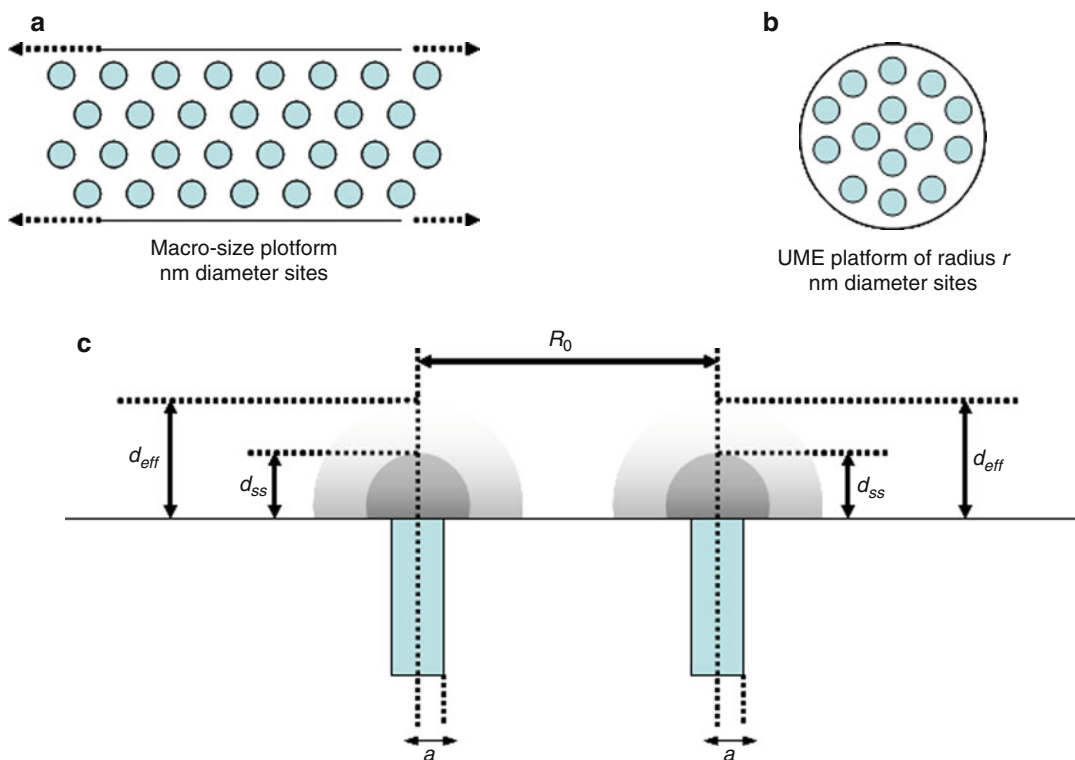 a
b
Macro-size plotform
nm diameter sites
UME platform of radius r
nm diameter sites
c
R0
deff
dss
dss
deff
a
a